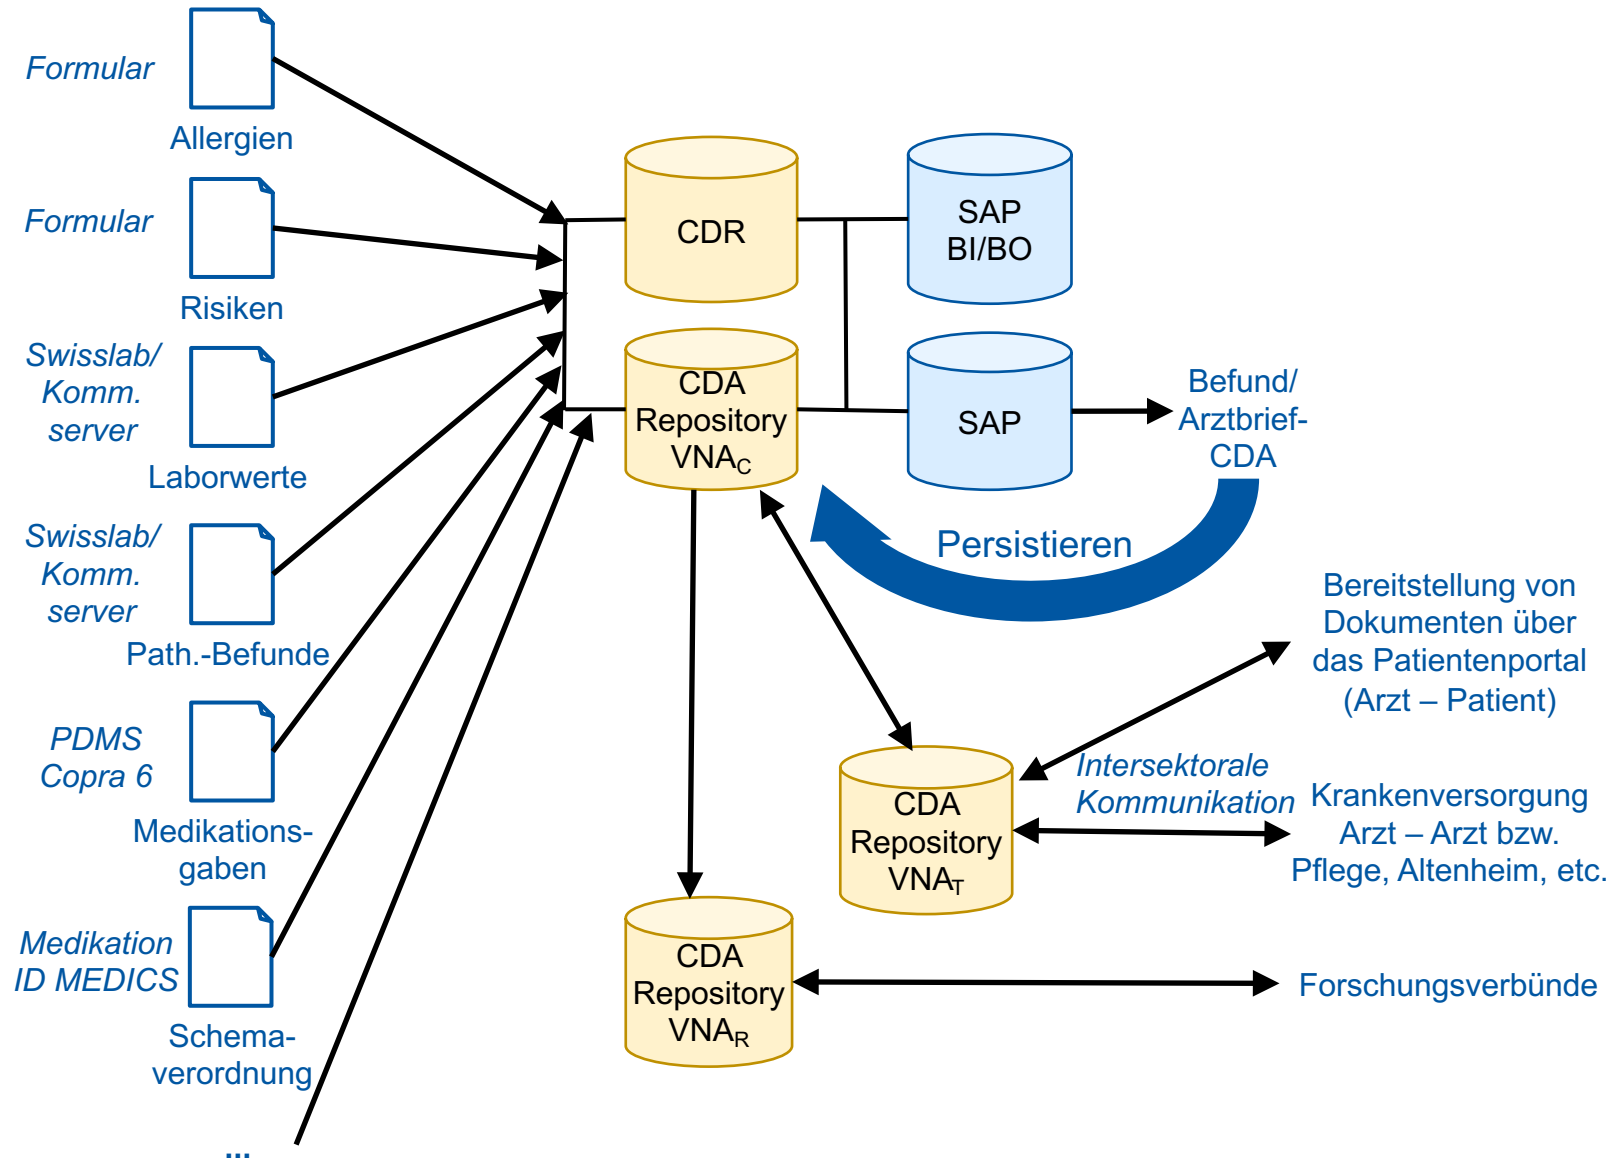 Formular
Allergien
Formular
Risiken
Swisslab/
Komm.
server
Laborwerte
Swisslab/
Komm.
server
Path.-Befunde
PDMS
Copra 6
Medikations-
gaben
Medikation
ID MEDICS
Schema-
verordnung
...
CDR
SAP
BI/BO
CDA
Repository
VNAC
SAP
Befund/
Arztbrief-
CDA
Persistieren
Bereitstellung von
Dokumenten über
das Patientenportal
(Arzt – Patient)
Intersektorale
Kommunikation
CDA
Repository
VNAT
Krankenversorgung
Arzt – Arzt bzw.
Pflege, Altenheim, etc.
CDA
Repository
VNAR
Forschungsverbünde